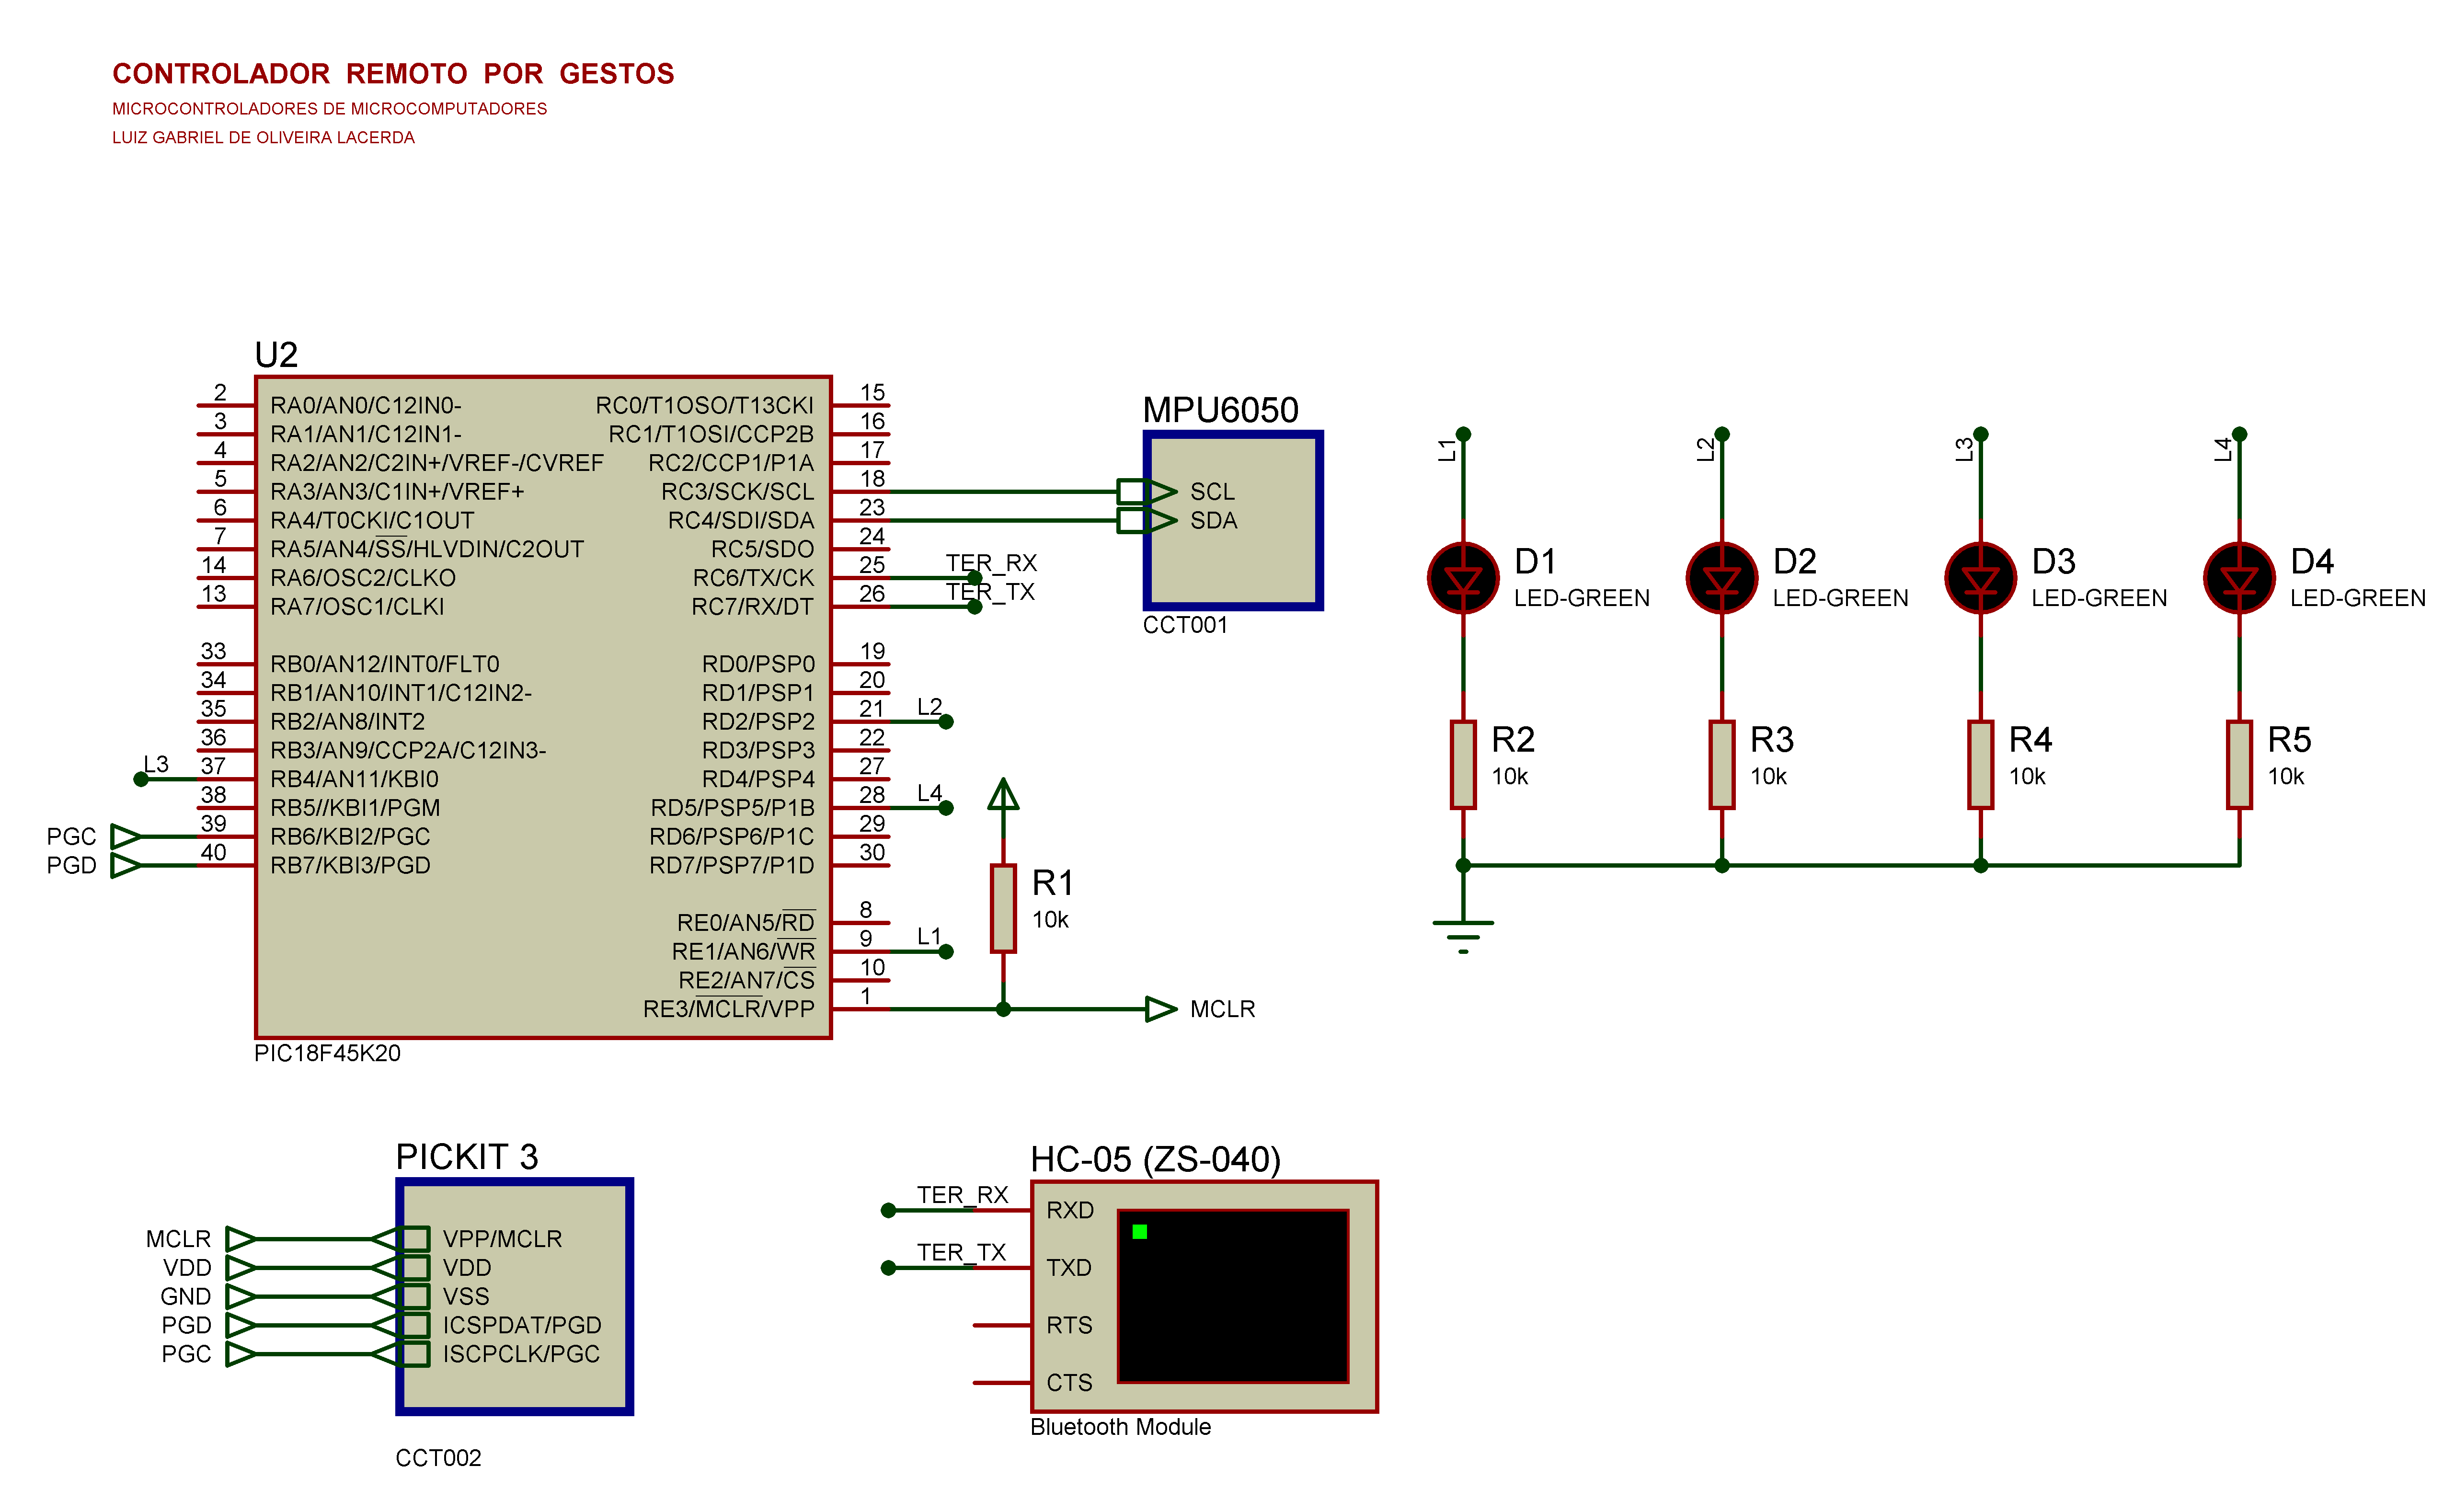 CONTROLADOR REMOTO POR GESTOS
MICROCONTROLADORES DE MICROCOMPUTADORES
LUIZ GABRIEL DE OLIVEIRA LACERDA
U2
2 RA0/AN0/C12IN0- RC0/T1OSO/T13CKI 15
3 RA1/AN1/C12IN1- RC1/T1OSI/CCP2B 16
4 RA2/AN2/C2IN+/VREF-/CVREF RC2/CCP1/P1A 17
5 RA3/AN3/C1IN+/VREF+ RC3/SCK/SCL 18
6 RA4/T0CKI/C1OUT RC4/SDI/SDA 23
7 RA5/AN4/SS/HLVDIN/C2OUT RC5/SDO 24
14 RA6/OSC2/CLKO RC6/TX/CK 25 TER_RX
13 RA7/OSC1/CLKI RC7/RX/DT 26 TER_TX
33 RB0/AN12/INT0/FLT0 RD0/PSP0 19
34 RB1/AN10/INT1/C12IN2- RD1/PSP1 20
35 RB2/AN8/INT2 RD2/PSP2 21 L2
36 RB3/AN9/CCP2A/C12IN3- RD3/PSP3 22
L3 37 RB4/AN11/KBI0 RD4/PSP4 27
38 RB5//KBI1/PGM RD5/PSP5/P1B 28 L4
PGC 39 RB6/KBI2/PGC RD6/PSP6/P1C 29
PGD 40 RB7/KBI3/PGD RD7/PSP7/P1D 30
RE0/AN5/RD 8
RE1/AN6/WR 9 L1
RE2/AN7/CS 10
RE3/MCLR/VPP 1 MCLR
PIC18F45K20
R1
10k
MPU6050
SCL
SDA
CCT001
L1 L2 L3 L4
D1 D2 D3 D4
LED-GREEN LED-GREEN LED-GREEN LED-GREEN
R2 R3 R4 R5
10k 10k 10k 10k
PICKIT 3
MCLR VPP/MCLR
VDD VDD
GND VSS
PGD ICSPDAT/PGD
PGC ISCPCLK/PGC
CCT002
HC-05 (ZS-040)
TER_RX RXD
TER_TX TXD
RTS
CTS
Bluetooth Module